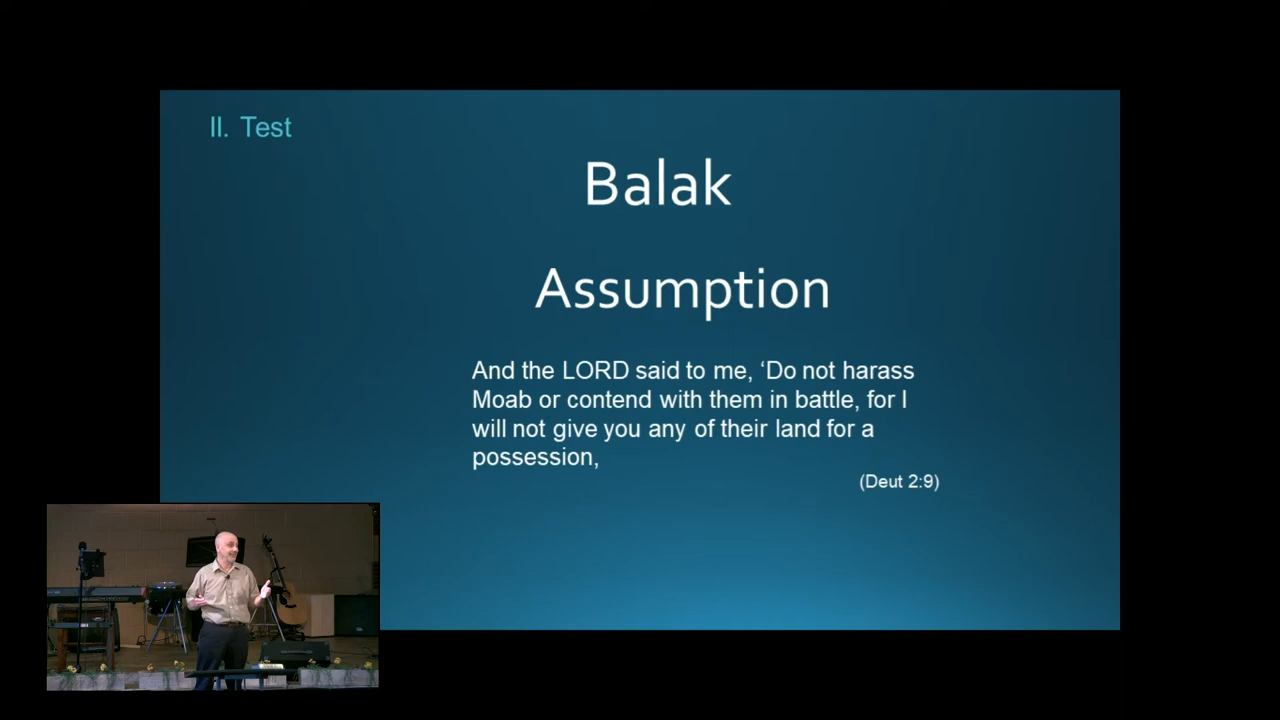 II. Test
Balak
Assumption
And the LORD said to me, ‘Do not harass
Moab or contend with them in battle, for I
will not give you any of their land for a
possession,
(Deut 2:9)